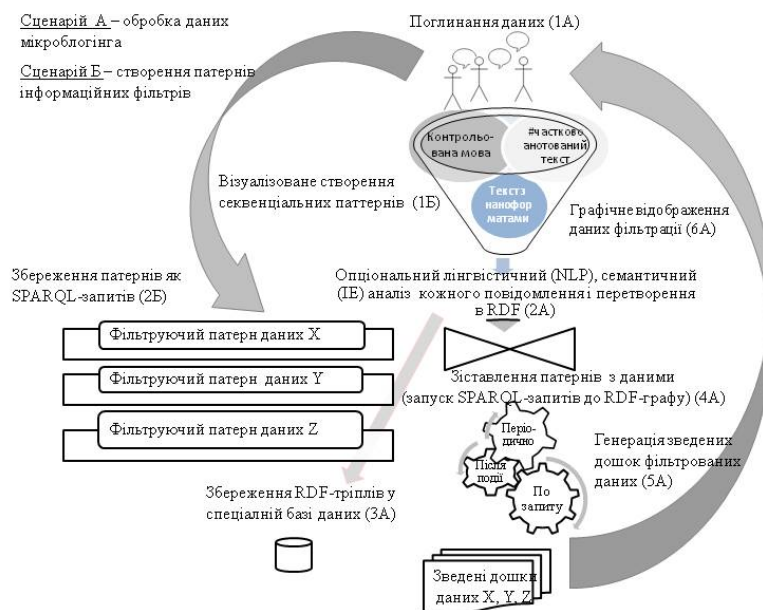 Сценарій А – обробка даних
мікроблогінга
Сценарій Б – створення патернів
інформаційних фільтрів
Поглинання даних (1А)
Контрольо-
вана мова
#частково
анотований
текст
Текст з
нанофор
матами
Візуалізоване створення
секвенціальних паттернів (1Б)
Графічне відображення
даних фільтрації (6А)
Збереження патернів як
SPARQL-запитів (2Б)
Опціональний лінгвістичний (NLP), семантичний
(IE) аналіз кожного повідомлення і перетворення
в RDF (2А)
Фільтруючий патерн даних X
Фільтруючий патерн даних Y
Фільтруючий патерн даних Z
Зіставлення патернів з даними
(запуск SPARQL-запитів до RDF-графу) (4А)
Періо-
дично
Після
події
По
запиту
Генерація зведених
дошок фільтрованих
даних (5А)
Збереження RDF-тріплів у
спеціальній базі даних (3А)
Зведені дошки
даних X, Y, Z